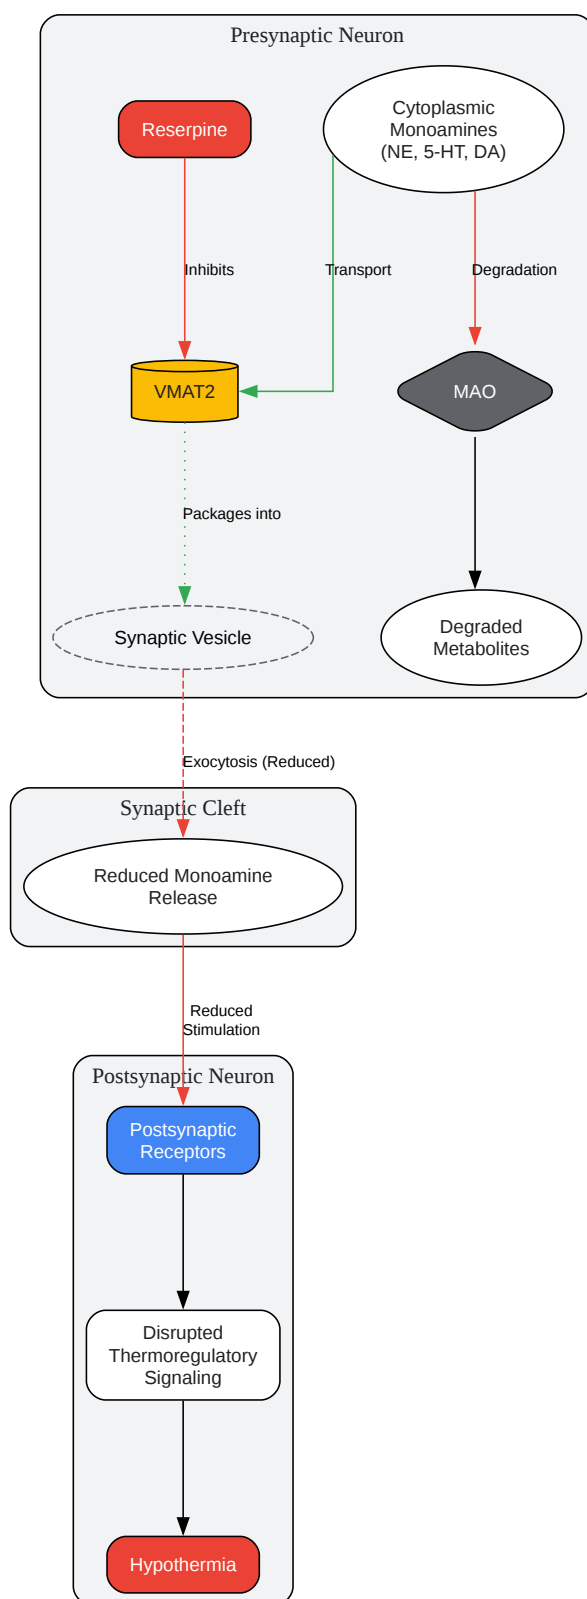 Presynaptic Neuron
Reserpine
Cytoplasmic
Monoamines
(NE, 5-HT, DA)
Inhibits
Transport
Degradation
VMAT2
MAO
Packages into
Synaptic Vesicle
Degraded
Metabolites
Exocytosis (Reduced)
Synaptic Cleft
Reduced Monoamine
Release
Reduced
Stimulation
Postsynaptic Neuron
Postsynaptic
Receptors
Disrupted
Thermoregulatory
Signaling
Hypothermia